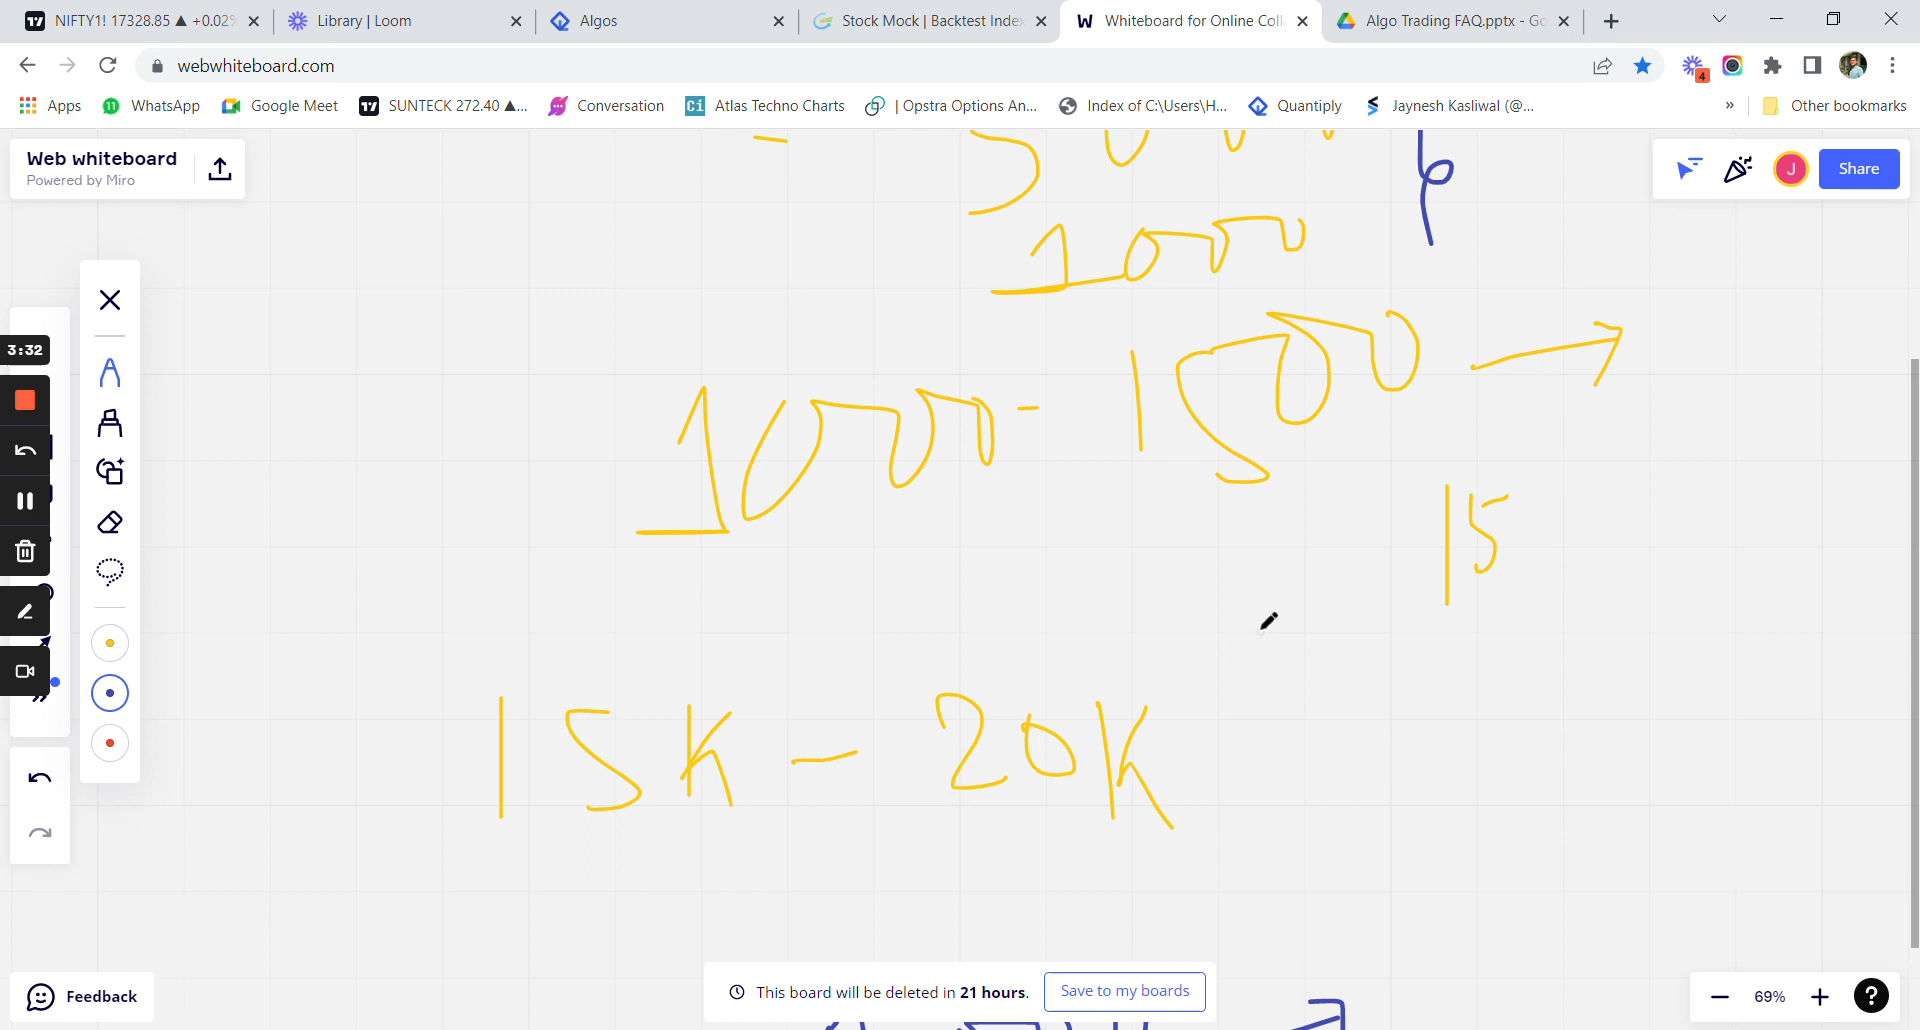 NIFTY1! 17328.85 ▲ +0.02%
Library | Loom
Algos
Stock Mock | Backtest Index
Whiteboard for Online Coll
Algo Trading FAQ.pptx - Go
webwhiteboard.com
4
Apps
11
WhatsApp
Google Meet
SUNTECK 272.40 ▲...
Conversation
Ci
Atlas Techno Charts
| Opstra Options An...
Index of C:\Users\H...
Quantiply
Jaynesh Kasliwal (@...
»
Other bookmarks
Web whiteboard
Powered by Miro
J
Share
1000
1000 - 1500 →
3:32
15
15K - 20K
Feedback
This board will be deleted in 21 hours.
Save to my boards
69%
?